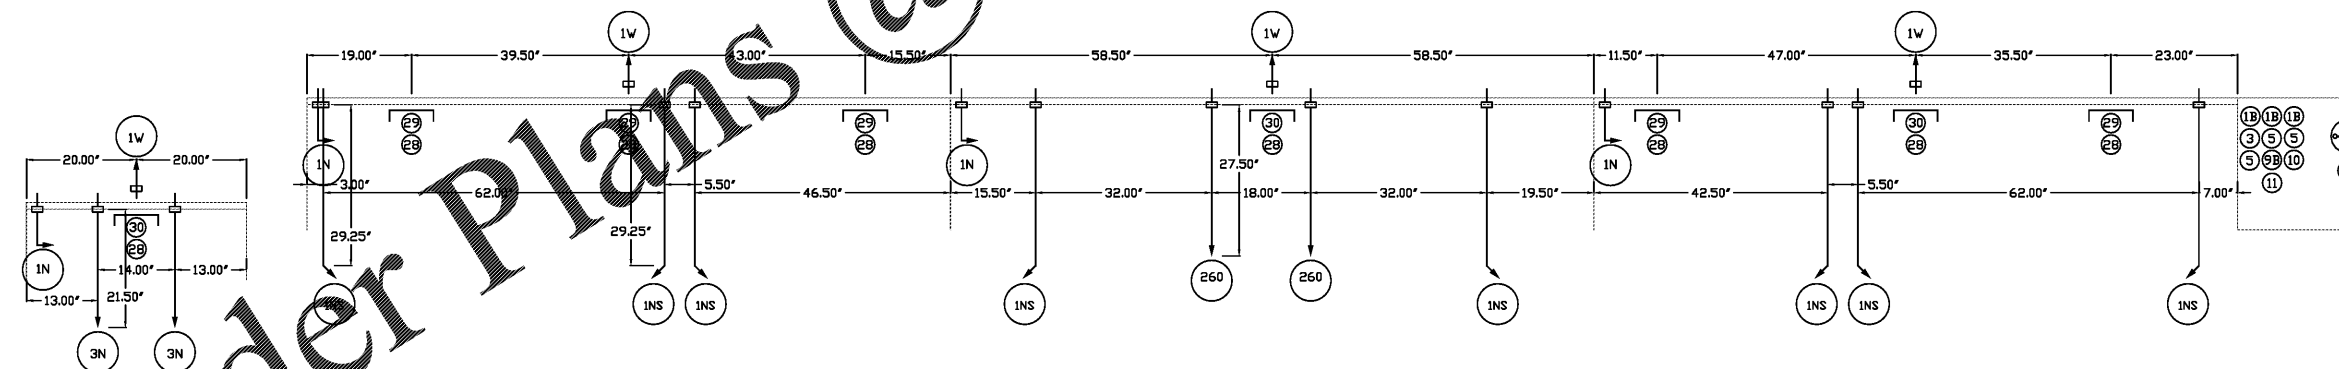 1W 1W 1W
19.00" 39.50" 15.50" 58.50" 58.50" 11.50" 47.00" 35.50" 23.00"
29 29 30 29 30 29 1B 1B 1B
1W 28 28 28 28 28 28 28 3 5 5
20.00" 20.00" 1N 1N 27.50" 1N 5 9B 10
3.00" 62.00" 5.50" 46.50" 15.50" 32.00" 18.00" 32.00" 19.50" 42.50" 5.50" 62.00" 7.00" 11
30
28 29.25" 29.25"
1N 14.00" 13.00" 260 260
13.00" 21.50" 1NS 1NS 1NS 1NS 1NS 1NS 1NS
3N 3N
der Plans @